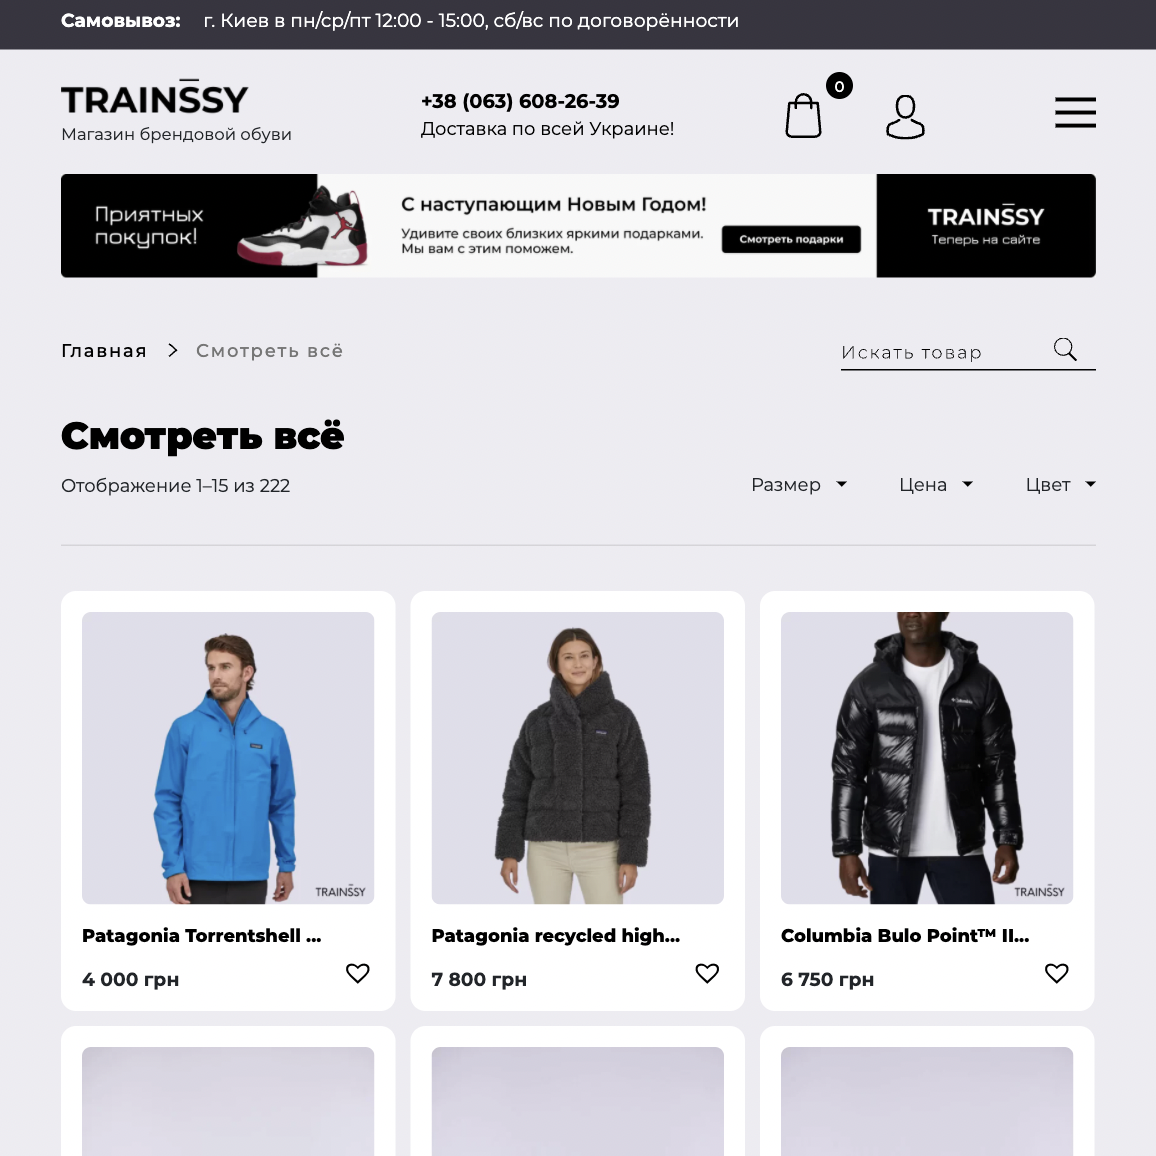 Самовывоз: г. Киев в пн/ср/пт 12:00 - 15:00, сб/вс по договорённости
TRAINSSY
Магазин брендовой обуви
+38 (063) 608-26-39
Доставка по всей Украине!
0
Приятных
покупок!
С наступающим Новым Годом!
Удивите своих близких яркими подарками.
Мы вам с этим поможем.
Смотреть подарки
TRAINSSY
Теперь на сайте
Главная > Смотреть всё
Искать товар
Смотреть всё
Отображение 1–15 из 222
Размер
Цена
Цвет
TRAINSSY
Columbia
TRAINSSY
Patagonia Torrentshell ...
Patagonia recycled high...
Columbia Bulo Point™ II...
4 000 грн
7 800 грн
6 750 грн